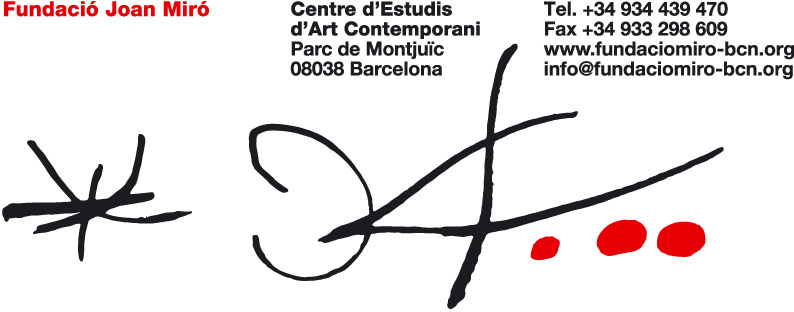 Fundació Joan Miró
Centre d’Estudis
d’Art Contemporani
Parc de Montjuïc
08038 Barcelona
Tel. +34 934 439 470
Fax +34 933 298 609
www.fundaciomiro-bcn.org
info@fundaciomiro-bcn.org